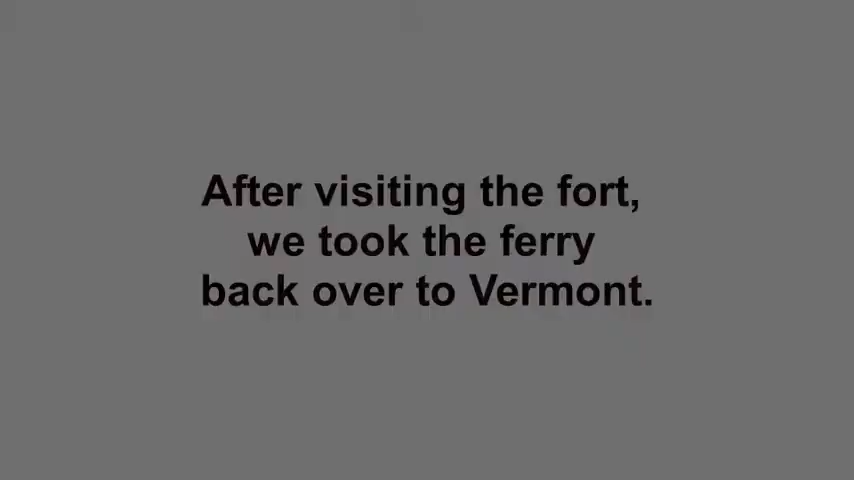 After visiting the fort,
we took the ferry
back over to Vermont.